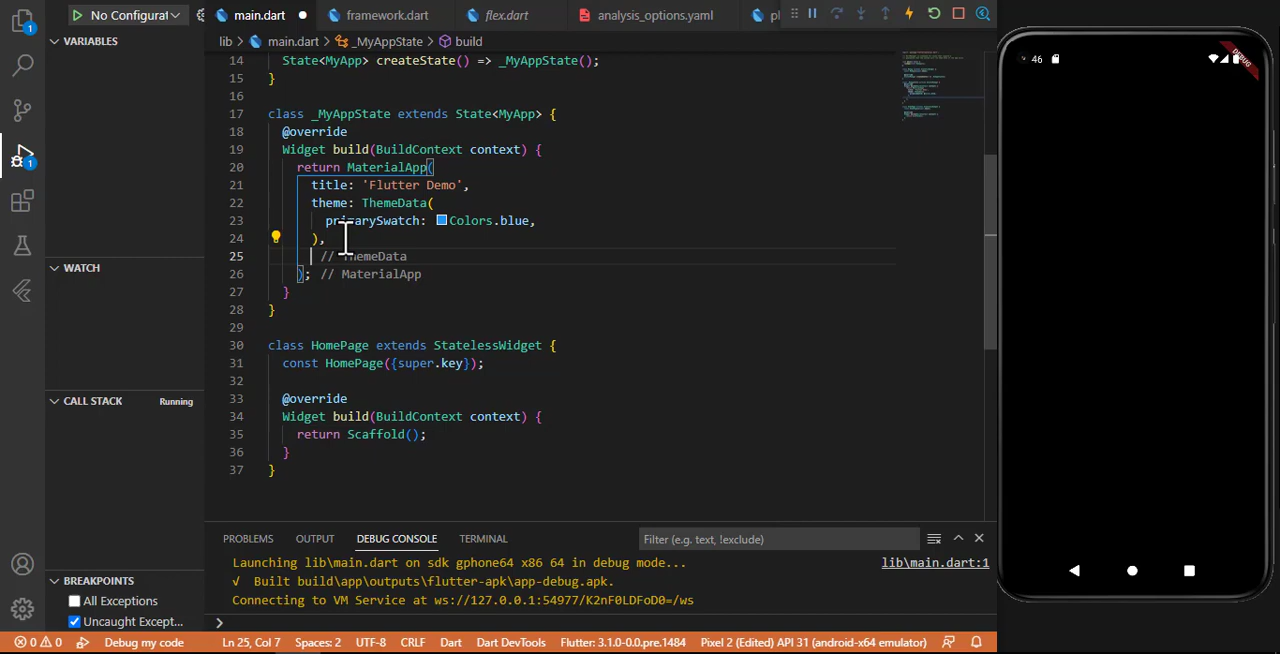 No Configurat
main.dart
framework.dart
flex.dart
analysis_options.yaml
VARIABLES
lib > main.dart > _MyAppState > build
14 State<MyApp> createState() => _MyAppState();
15 }
16
17 class _MyAppState extends State<MyApp> {
18 @override
19 Widget build(BuildContext context) {
20 return MaterialApp(
21 title: 'Flutter Demo',
22 theme: ThemeData(
23 primarySwatch: Colors.blue,
24 ),
25 // ThemeData
26 ); // MaterialApp
27 }
28 }
29
30 class HomePage extends StatelessWidget {
31 const HomePage({super.key});
32
33 @override
34 Widget build(BuildContext context) {
35 return Scaffold();
36 }
37 }
WATCH
CALL STACK Running
BREAKPOINTS
All Exceptions
Uncaught Except...
PROBLEMS OUTPUT DEBUG CONSOLE TERMINAL
Filter (e.g. text, !exclude)
Launching lib\main.dart on sdk gphone64 x86 64 in debug mode... lib\main.dart:1
√ Built build\app\outputs\flutter-apk\app-debug.apk.
Connecting to VM Service at ws://127.0.0.1:54977/K2nF0LDFoD0=/ws
>
0 0 Debug my code Ln 25, Col 7 Spaces: 2 UTF-8 CRLF Dart Dart DevTools Flutter: 3.1.0-0.0.pre.1484 Pixel 2 (Edited) API 31 (android-x64 emulator)
1
1
46
DEBUG